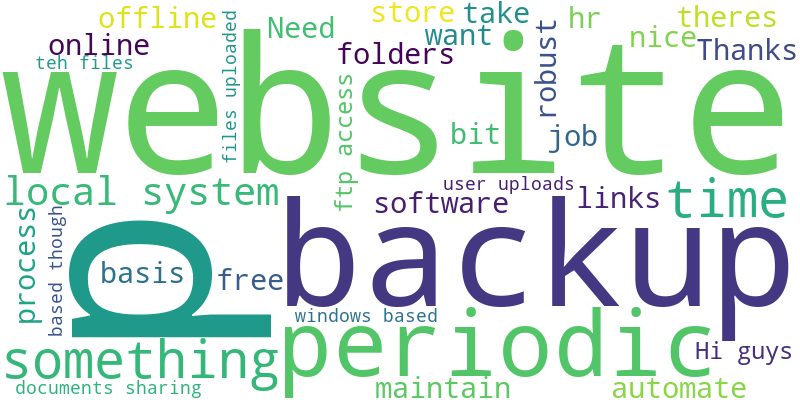 offline
store
take
hr
theres
online
Need
want
nice
teh files
folders
Thanks
files uploaded
robust
website
ftp access
bit
job
local system
user uploads
software
links
time
process
based though
p
basis
free
backup
windows based
periodic
something
Hi guys
documents sharing
maintain
automate